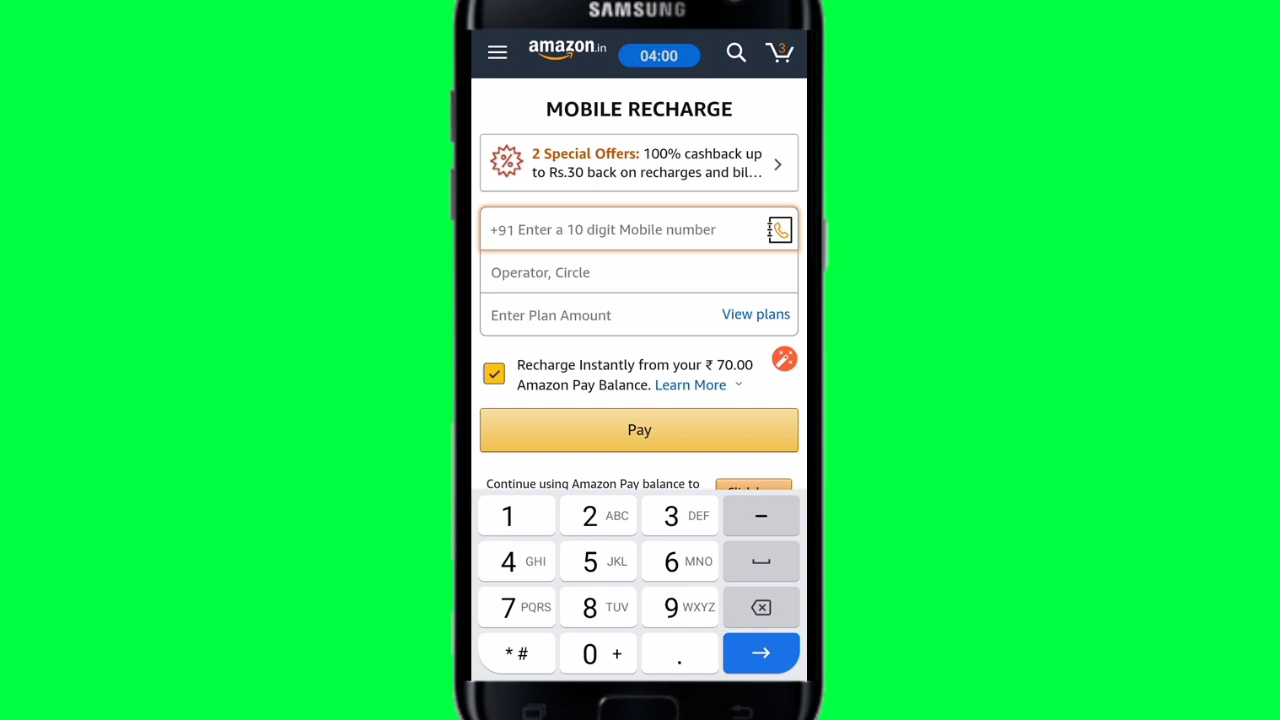 SAMSUNG
amazon.in
04:00
3
MOBILE RECHARGE
2 Special Offers: 100% cashback up
to Rs.30 back on recharges and bil...
+91 Enter a 10 digit Mobile number
Operator, Circle
Enter Plan Amount View plans
Recharge Instantly from your ₹ 70.00
Amazon Pay Balance. Learn More
Pay
Continue using Amazon Pay balance to
1 2 ABC 3 DEF –
4 GHI 5 JKL 6 MNO
7 PQRS 8 TUV 9 WXYZ
* # 0 + .